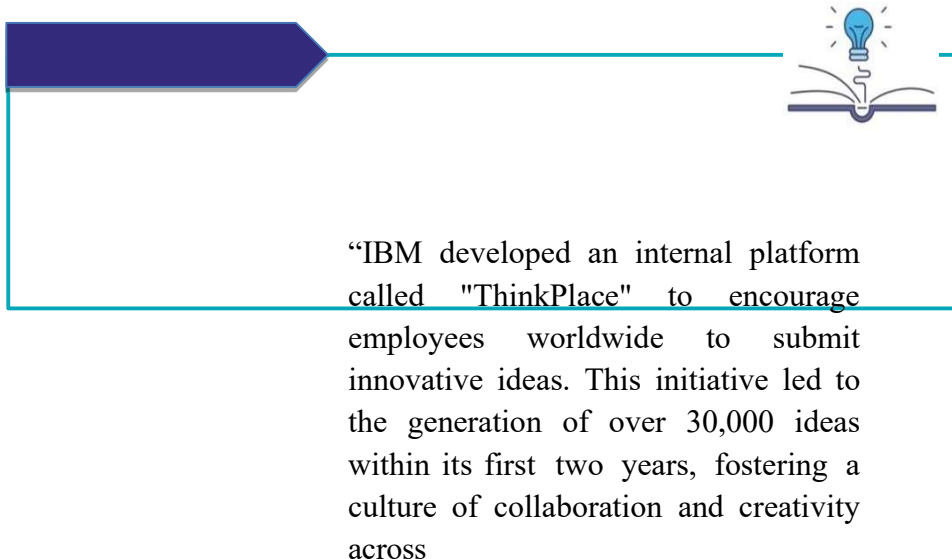 “IBM developed an internal platform
called "ThinkPlace" to encourage
employees worldwide to submit
innovative ideas. This initiative led to
the generation of over 30,000 ideas
within its first two years, fostering a
culture of collaboration and creativity
across